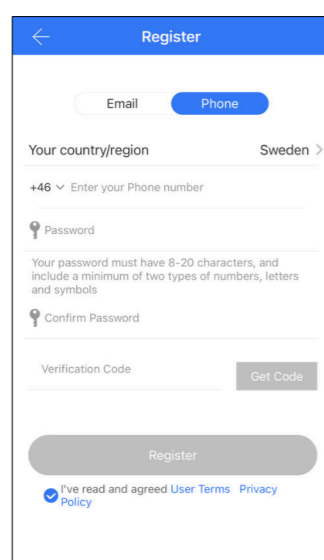 Register
Email Phone
Your country/region Sweden
+46 Enter your Phone number
Password
Your password must have 8-20 characters, and
include a minimum of two types of numbers, letters
and symbols
Confirm Password
Verification Code Get Code
Register
I've read and agreed User Terms Privacy
Policy